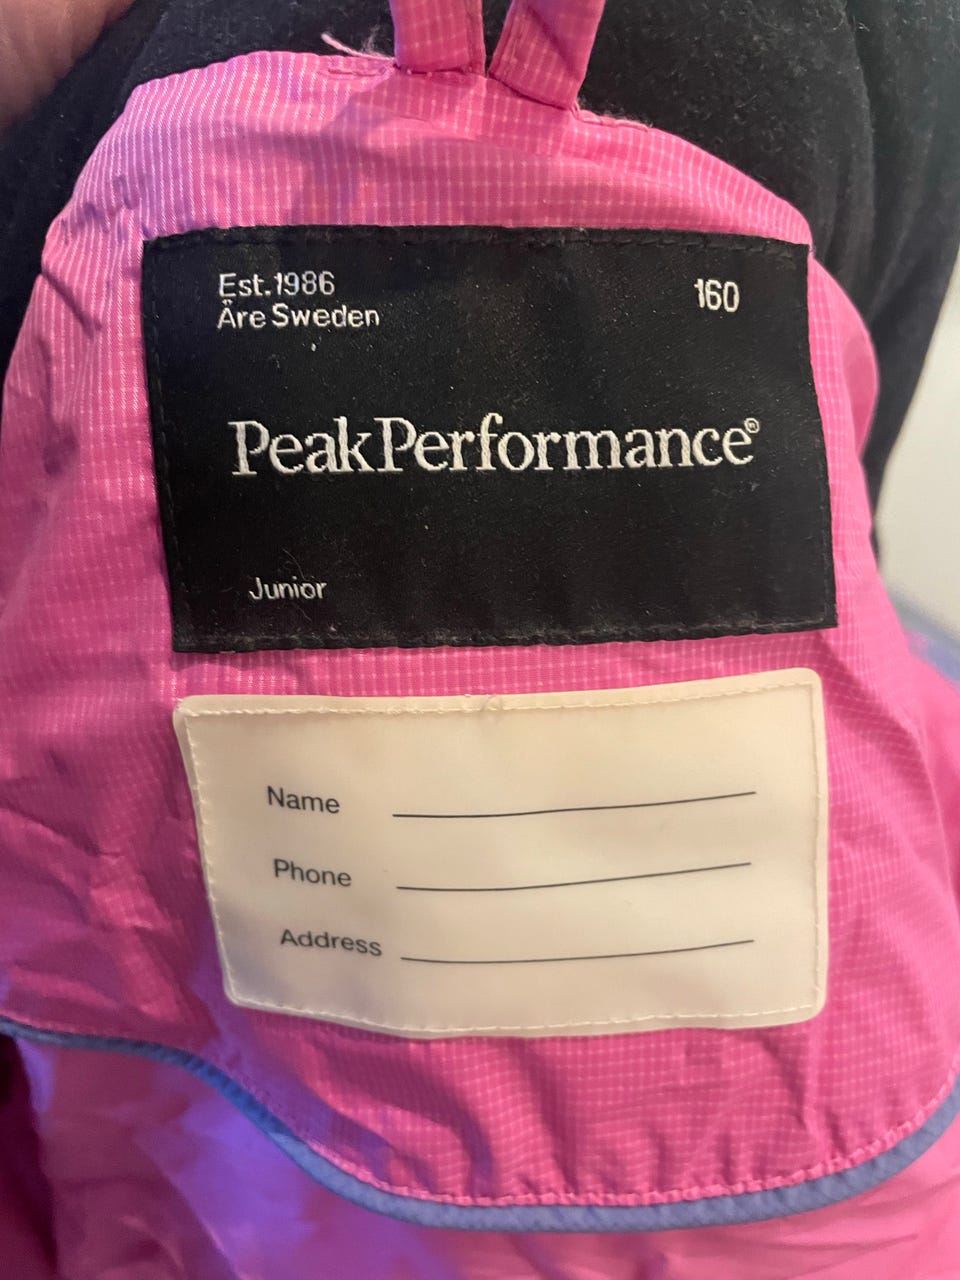 Est.1986
Åre Sweden
160
PeakPerformance®
Junior
Name
Phone
Address